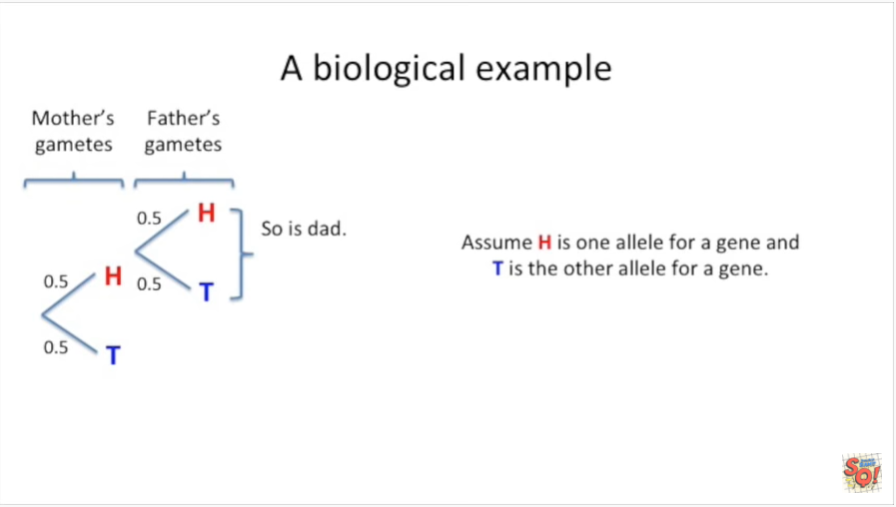 A biological example
Mother's
gametes
Father's
gametes
0.5
H
So is dad.
0.5
T
0.5
H
0.5
T
Assume H is one allele for a gene and
T is the other allele for a gene.
SO!